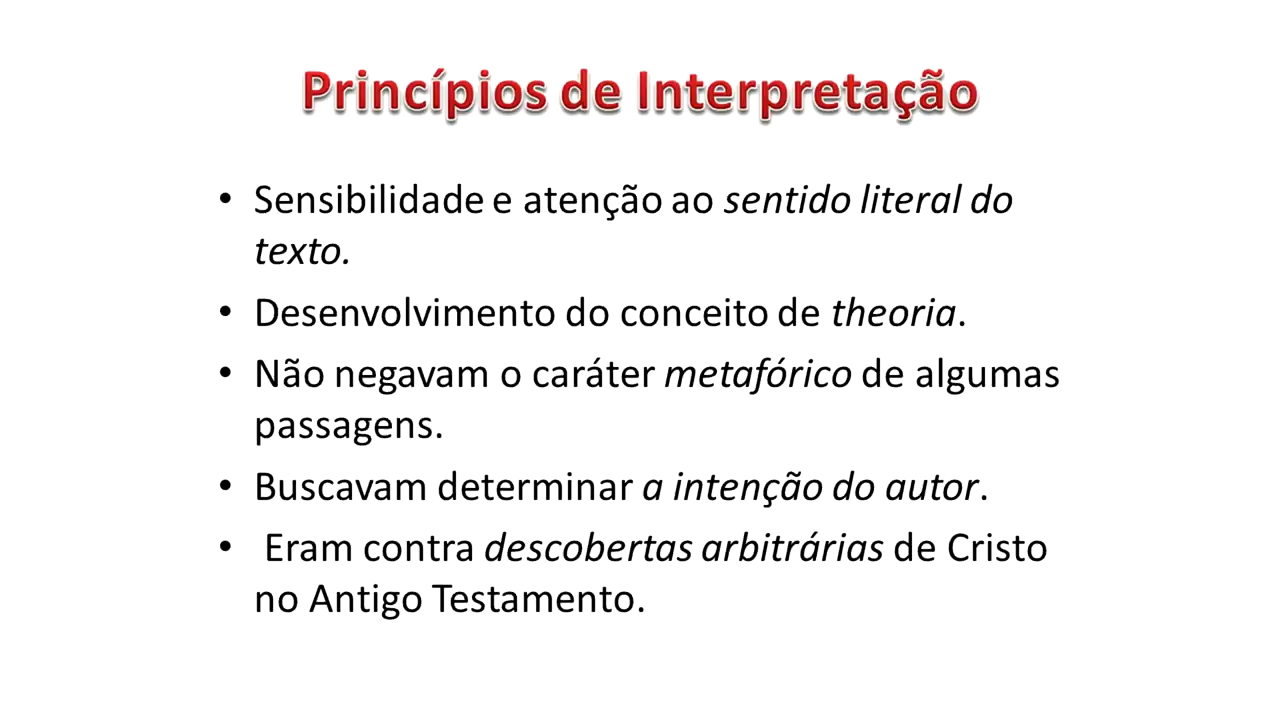 Princípios de Interpretação
• Sensibilidade e atenção ao sentido literal do
texto.
• Desenvolvimento do conceito de theoria.
• Não negavam o caráter metafórico de algumas
passagens.
• Buscavam determinar a intenção do autor.
• Eram contra descobertas arbitrárias de Cristo
no Antigo Testamento.